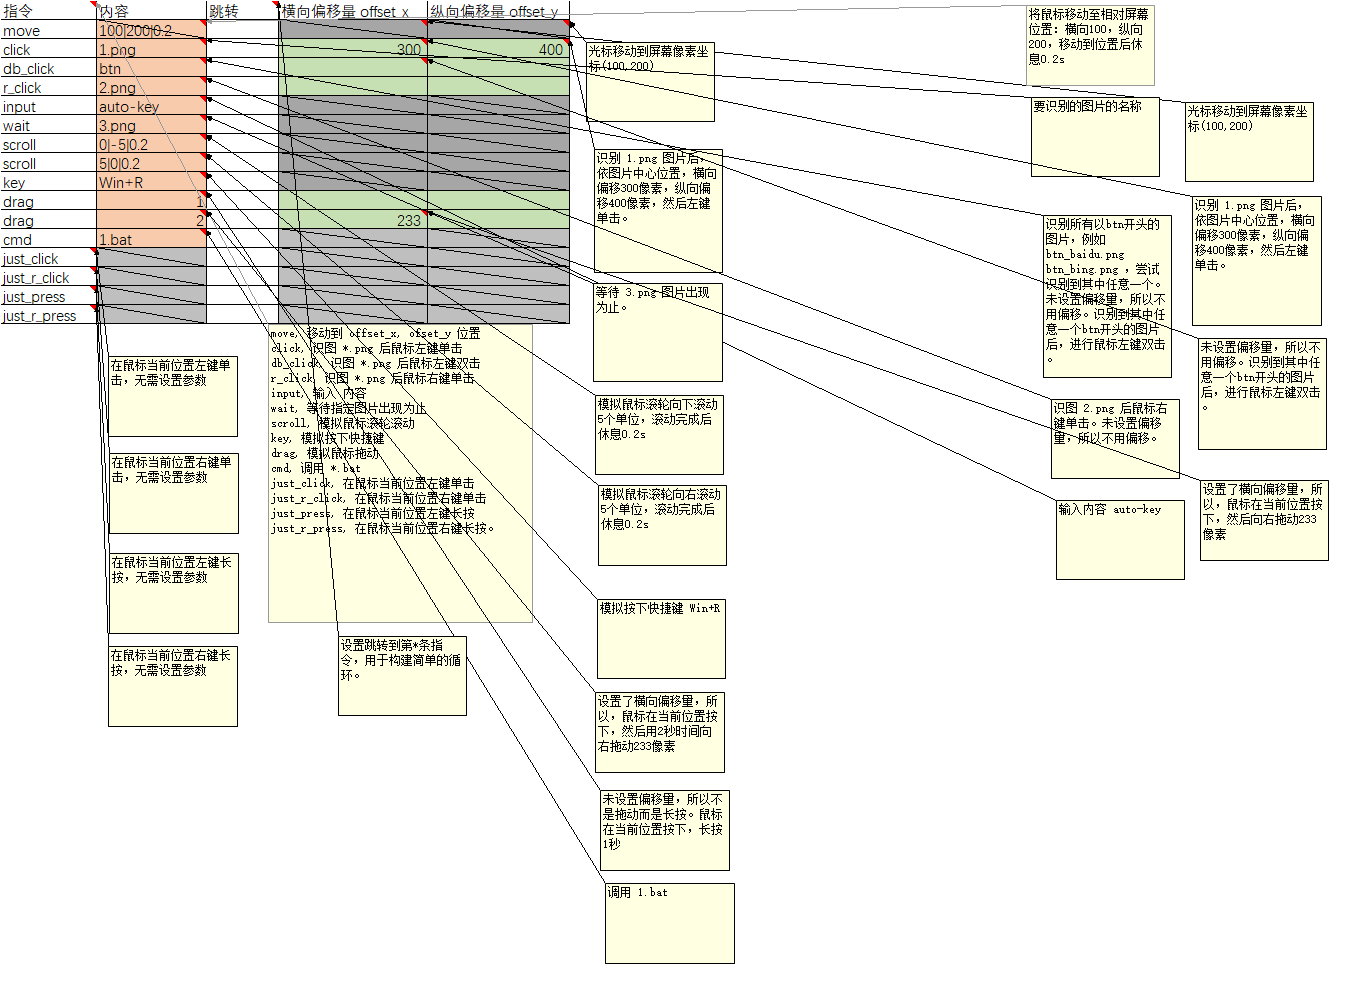 指令 内容 跳转 横向偏移量 offset_x 纵向偏移量 offset_y
move 100|200|0.2
click 1.png 300 400
db_click btn
r_click 2.png
input auto-key
wait 3.png
scroll 0|-5|0.2
scroll 5|0|0.2
key Win+R
drag 1
drag 2 233
cmd 1.bat
just_click
just_r_click
just_press
just_r_press
将鼠标移动至相对屏幕
位置：横向100，纵向
200，移动到位置后休
息0.2s
光标移动到屏幕像素坐
标(100,200)
要识别的图片的名称
光标移动到屏幕像素坐
标(100,200)
识别 1.png 图片后，
依图片中心位置，横向
偏移300像素，纵向偏
移400像素，然后左键
单击。
识别 1.png 图片后，
依图片中心位置，横向
偏移300像素，纵向偏
移400像素，然后左键
单击。
识别所有以btn开头的
图片，例如
btn_baidu.png
btn_bing.png ，尝试
识别到其中任意一个。
未设置偏移量，所以不
用偏移。识别到其中任
意一个btn开头的图片
后，进行鼠标左键双击
。
等待 3.png 图片出现
为止。
未设置偏移量，所以不
用偏移。识别到其中任
意一个btn开头的图片
后，进行鼠标左键双击
。
move, 移动到 offset_x, offset_y 位置
click, 识图 *.png 后鼠标左键单击
db_click, 识图 *.png 后鼠标左键双击
r_click, 识图 *.png 后鼠标右键单击
input, 输入 内容
wait, 等待指定图片出现为止
scroll, 模拟鼠标滚轮滚动
key, 模拟按下快捷键
drag, 模拟鼠标拖动
cmd, 调用 *.bat
just_click, 在鼠标当前位置左键单击
just_r_click, 在鼠标当前位置右键单击
just_press, 在鼠标当前位置左键长按
just_r_press, 在鼠标当前位置右键长按。
在鼠标当前位置左键单
击，无需设置参数
模拟鼠标滚轮向下滚动
5个单位，滚动完成后
休息0.2s
识图 2.png 后鼠标右
键单击。未设置偏移
量，所以不用偏移。
在鼠标当前位置右键单
击，无需设置参数
模拟鼠标滚轮向右滚动
5个单位，滚动完成后
休息0.2s
输入内容 auto-key
设置了横向偏移量，所
以，鼠标在当前位置按
下，然后向右拖动233
像素
在鼠标当前位置左键长
按，无需设置参数
模拟按下快捷键 Win+R
在鼠标当前位置右键长
按，无需设置参数
设置跳转到第*条指
令，用于构建简单的循
环。
设置了横向偏移量，所
以，鼠标在当前位置按
下，然后用2秒时间向
右拖动233像素
未设置偏移量，所以不
是拖动而是长按。鼠标
在当前位置按下，长按
1秒
调用 1.bat